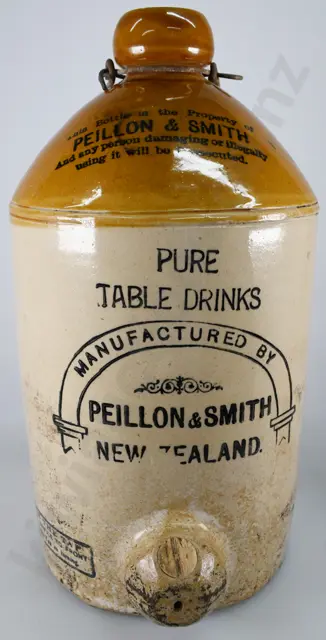 This Bottle is the Property of
PEILLON & SMITH
And any person damaging or illegally
using it will be prosecuted.
PURE
TABLE DRINKS
MANUFACTURED BY
PEILLON & SMITH
NEW ZEALAND.